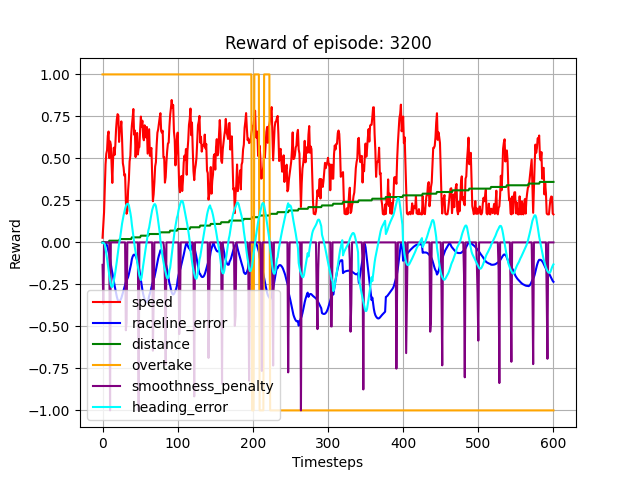 Reward of episode: 3200
Reward
1.00
0.75
0.50
0.25
0.00
−0.25
−0.50
−0.75
−1.00
speed
raceline_error
distance
overtake
smoothness_penalty
heading_error
0 100 200 300 400 500 600
Timesteps